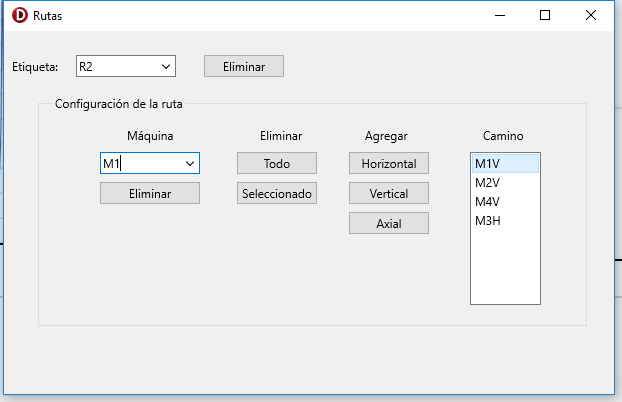 D Rutas
Etiqueta: R2 Eliminar
Configuración de la ruta
Máquina Eliminar Agregar Camino
M1 Todo Horizontal M1V
Eliminar Seleccionado Vertical M2V
M4V
Axial M3H